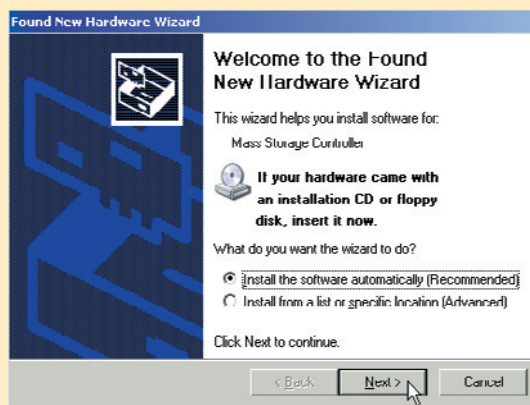 Found New Hardware Wizard
Welcome to the Found
New Hardware Wizard
This wizard helps you install software for:
Mass Storage Controller
If your hardware came with
an installation CD or floppy
disk, insert it now.
What do you want the wizard to do?
Install the software automatically (Recommended)
Install from a list or specific location (Advanced)
Click Next to continue.
< Back
Next >
Cancel